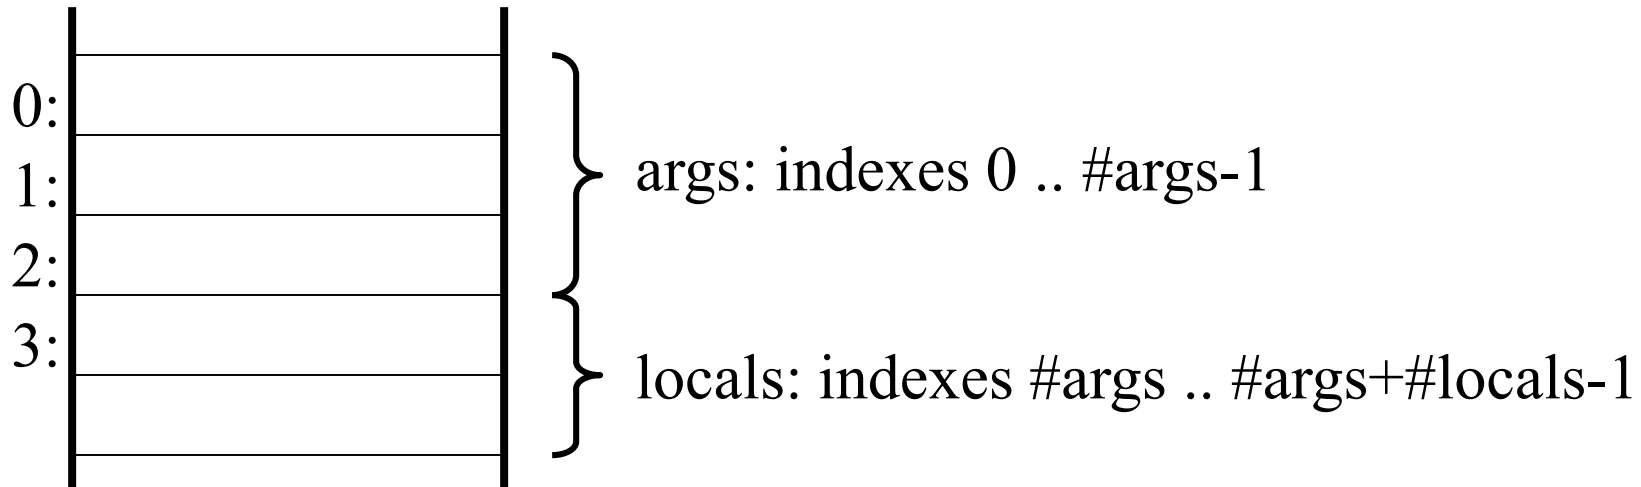 0:
1:
args: indexes 0 .. #args-1
2:
3:
locals: indexes #args .. #args+#locals-1